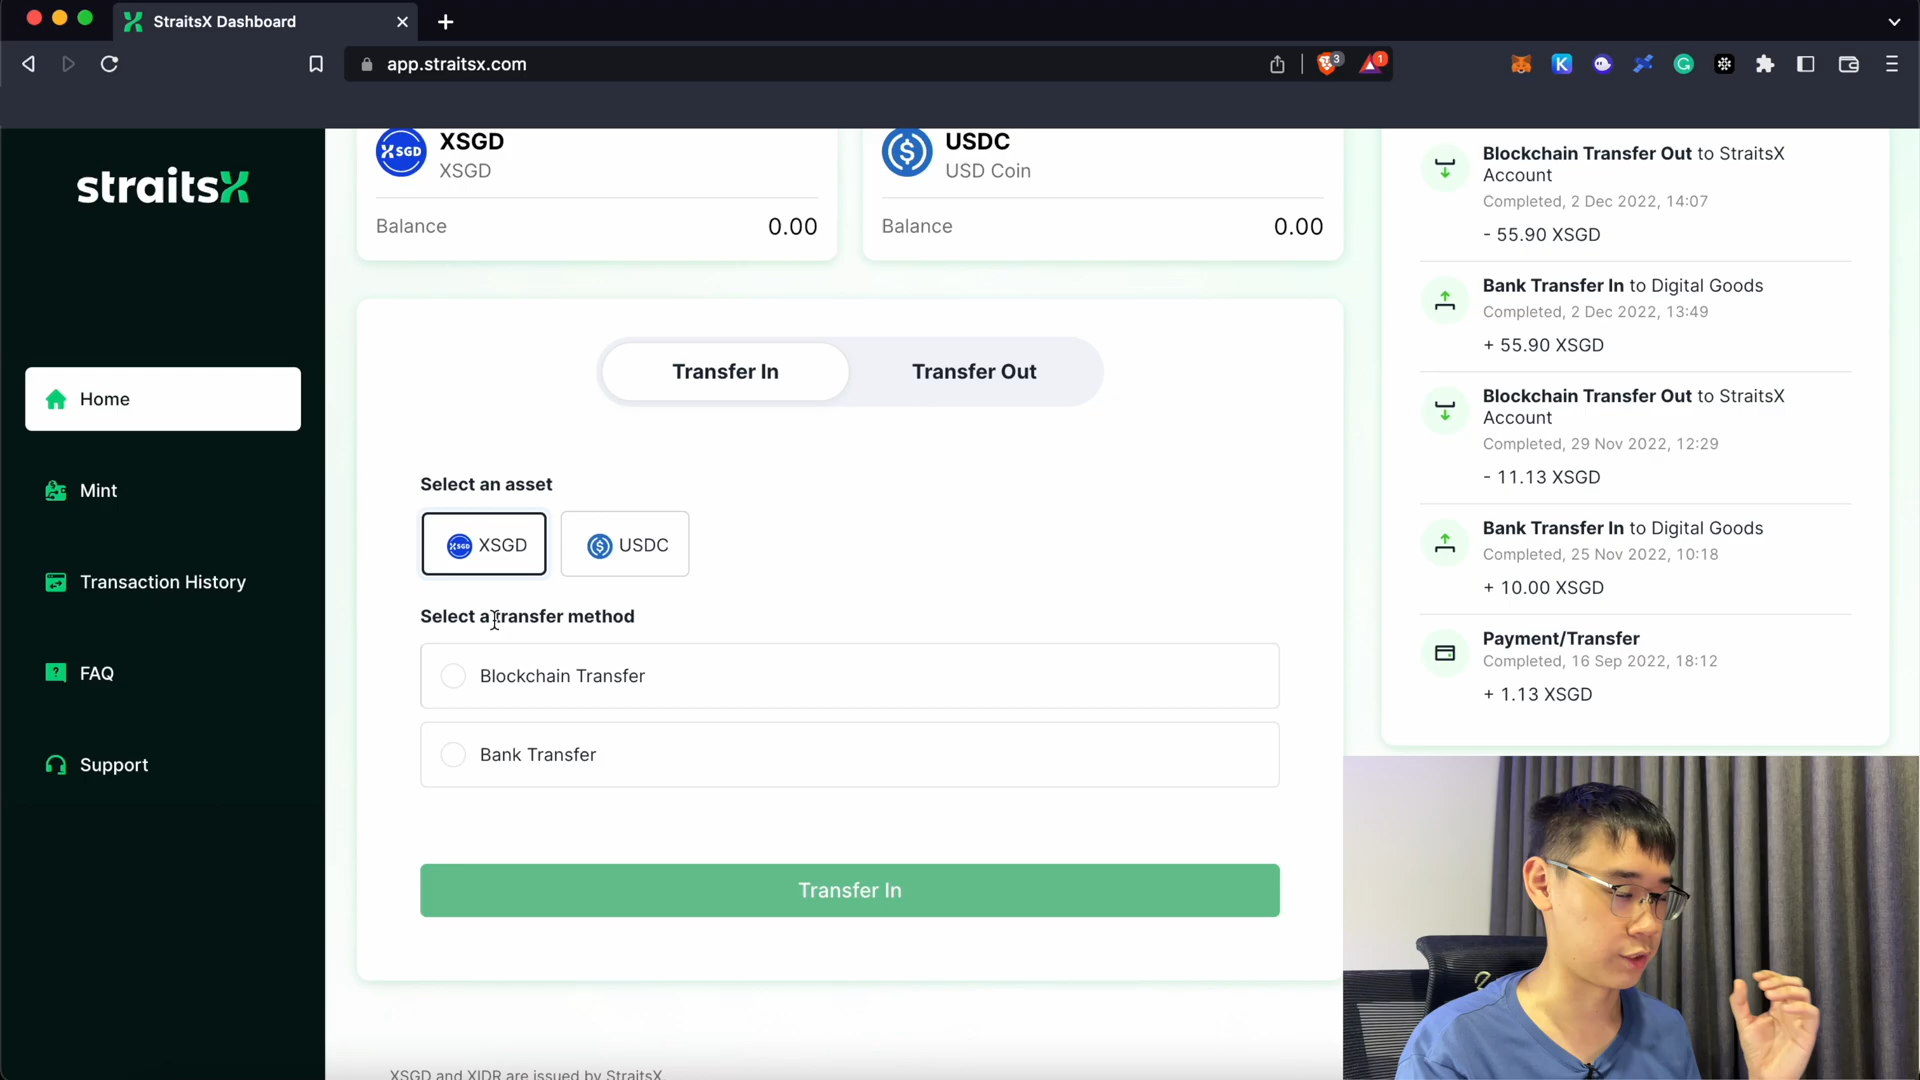 StraitsX Dashboard
app.straitsx.com
3
1
straitsX
Home
Mint
Transaction History
FAQ
Support
XSGD
XSGD
XSGD
Balance
0.00
USDC
USD Coin
Balance
0.00
Transfer In
Transfer Out
Select an asset
XSGD
XSGD
USDC
Select a transfer method
Blockchain Transfer
Bank Transfer
Transfer In
XSGD and XIDR are issued by StraitsX.
Blockchain Transfer Out to StraitsX
Account
Completed, 2 Dec 2022, 14:07
- 55.90 XSGD
Bank Transfer In to Digital Goods
Completed, 2 Dec 2022, 13:49
+ 55.90 XSGD
Blockchain Transfer Out to StraitsX
Account
Completed, 29 Nov 2022, 12:29
- 11.13 XSGD
Bank Transfer In to Digital Goods
Completed, 25 Nov 2022, 10:18
+ 10.00 XSGD
Payment/Transfer
Completed, 16 Sep 2022, 18:12
+ 1.13 XSGD